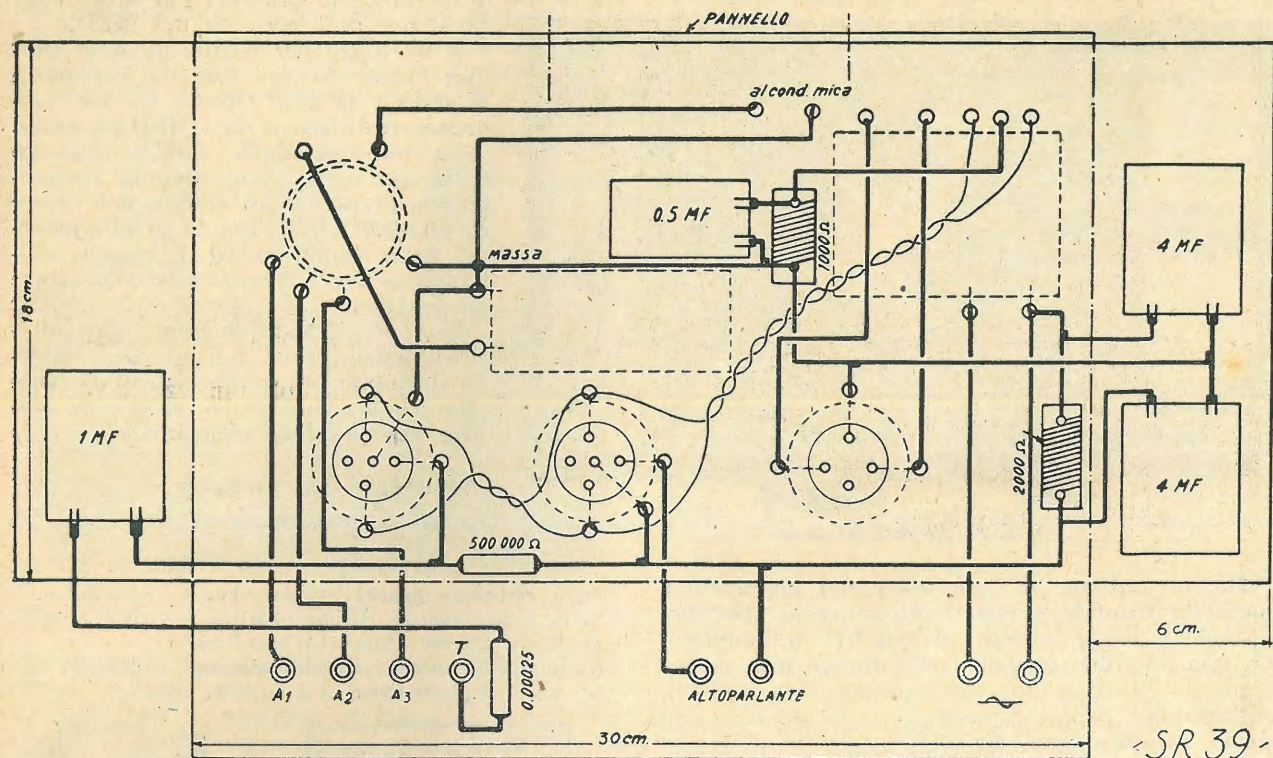 PANNELLO
al cond. mica
18 cm.
0.5 MF
1000 Ω
4 MF
MASSA
1 MF
2000 Ω
4 MF
500 000 Ω
6 cm.
A1
A2
A3
T
0.00025
ALTOPARLANTE
30 cm.
-SR 39-